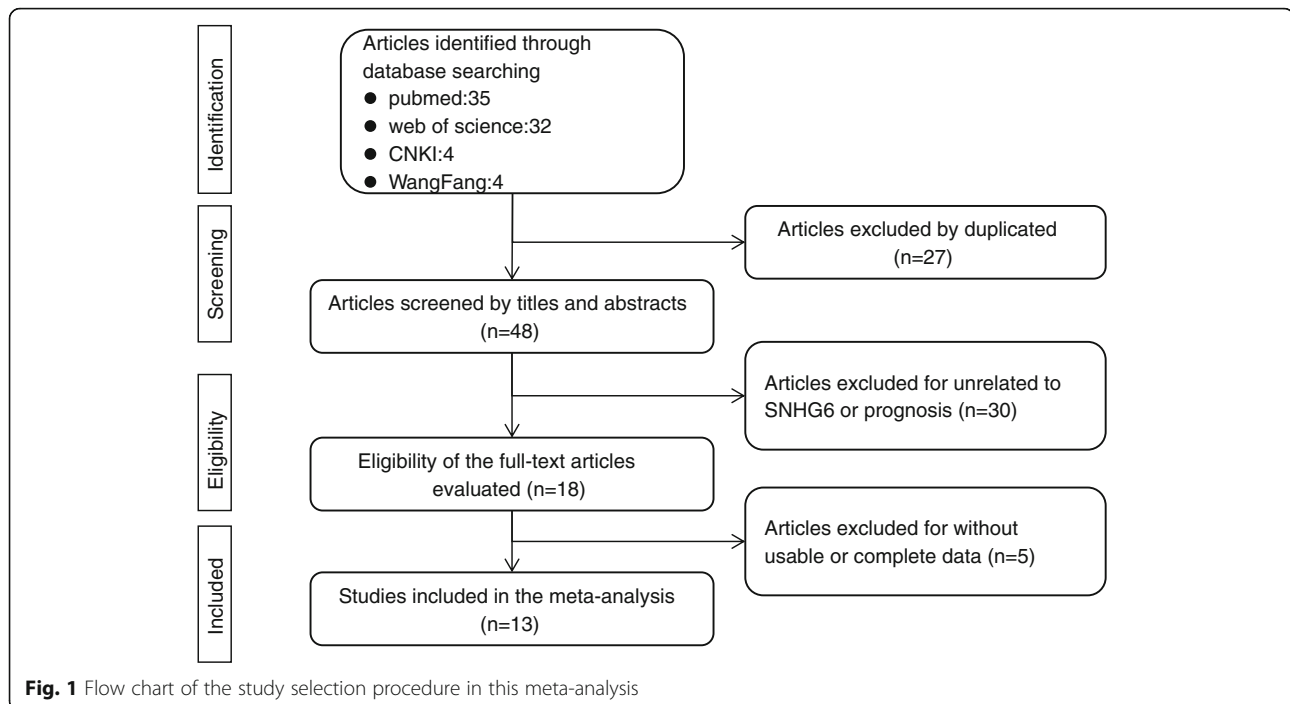 Identification
Articles identified through
database searching
● pubmed:35
● web of science:32
● CNKI:4
● WangFang:4
Screening
Articles excluded by duplicated
(n=27)
Articles screened by titles and abstracts
(n=48)
Eligibility
Articles excluded for unrelated to
SNHG6 or prognosis (n=30)
Eligibility of the full-text articles
evaluated (n=18)
Included
Articles excluded for without
usable or complete data (n=5)
Studies included in the meta-analysis
(n=13)
Fig. 1 Flow chart of the study selection procedure in this meta-analysis